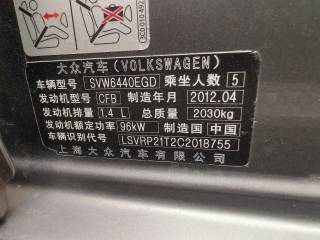 大众汽车(VOLKSWAGEN)
车辆型号 SVW6440EGD 乘坐人数 5
发动机型号 CFB 制造年月 2012.04
发动机排量 1.4 L 总质量 2030kg
发动机额定功率 96kW 制造国 中国
车辆识别代号 LSVRP21T2C2018755
上海大众汽车有限公司